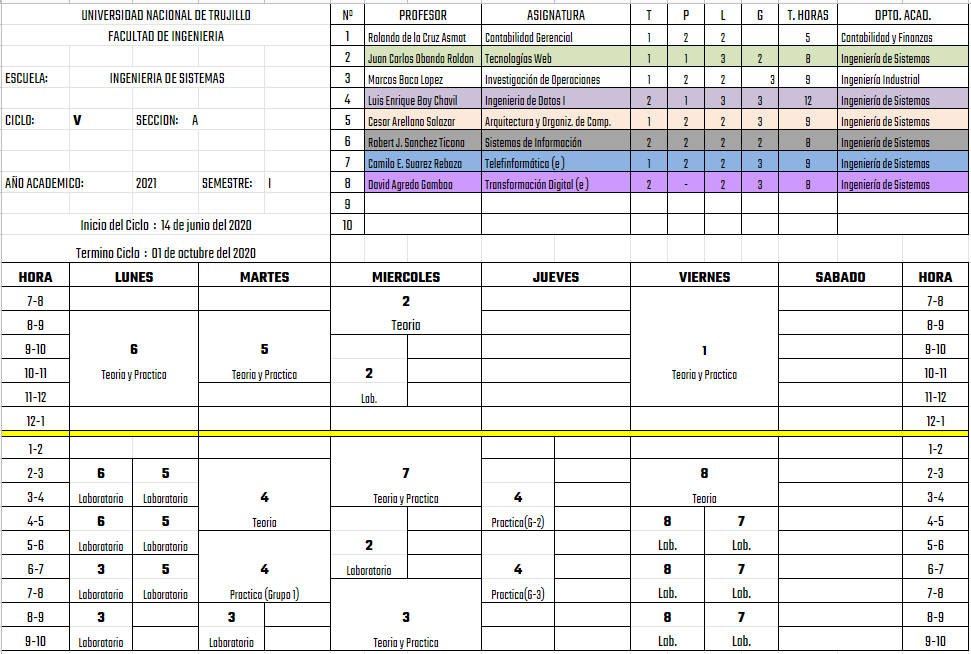 UNIVERSIDAD NACIONAL DE TRUJILLO
FACULTAD DE INGENIERIA
ESCUELA: INGENIERIA DE SISTEMAS
CICLO: V SECCION: A
AÑO ACADEMICO: 2021 SEMESTRE: I
Inicio del Ciclo : 14 de junio del 2020
Termino Ciclo : 01 de octubre del 2020
Nº PROFESOR ASIGNATURA T P L G T. HORAS DPTO. ACAD.
1 Rolando de la Cruz Asmat Contabilidad Gerencial 1 2 2 5 Contabilidad y Finanzas
2 Juan Carlos Obando Roldan Tecnologías Web 1 1 3 2 8 Ingeniería de Sistemas
3 Marcos Baca Lopez Investigación de Operaciones 1 2 2 3 9 Ingeniería Industrial
4 Luis Enrique Boy Chavil Ingenieria de Datos I 2 1 3 3 12 Ingeniería de Sistemas
5 Cesar Arellano Salazar Arquitectura y Organiz. de Comp. 1 2 2 3 9 Ingeniería de Sistemas
6 Robert J. Sanchez Ticona Sistemas de Información 2 2 2 2 8 Ingeniería de Sistemas
7 Camilo E. Suarez Rebaza Telefinformática (e) 1 2 2 3 9 Ingeniería de Sistemas
8 David Agreda Gamboa Transformación Digital (e) 2 - 2 3 8 Ingeniería de Sistemas
9
10
HORA LUNES MARTES MIERCOLES JUEVES VIERNES SABADO HORA
7-8 2 7-8
8-9 Teoria 8-9
9-10 6 5 1 9-10
10-11 Teoria y Practica Teoria y Practica 2 Teoria y Practica 10-11
11-12 Lab. 11-12
12-1 12-1
1-2 1-2
2-3 6 5 7 8 2-3
3-4 Laboratorio Laboratorio 4 Teoria y Practica 4 Teoria 3-4
4-5 6 5 Teoria Practica(G-2) 8 7 4-5
5-6 Laboratorio Laboratorio 2 Lab. Lab. 5-6
6-7 3 5 4 Laboratorio 4 8 7 6-7
7-8 Laboratorio Laboratorio Practica (Grupo 1) Practica(G-3) Lab. Lab. 7-8
8-9 3 3 3 8 7 8-9
9-10 Laboratorio Laboratorio Teoria y Practica Lab. Lab. 9-10